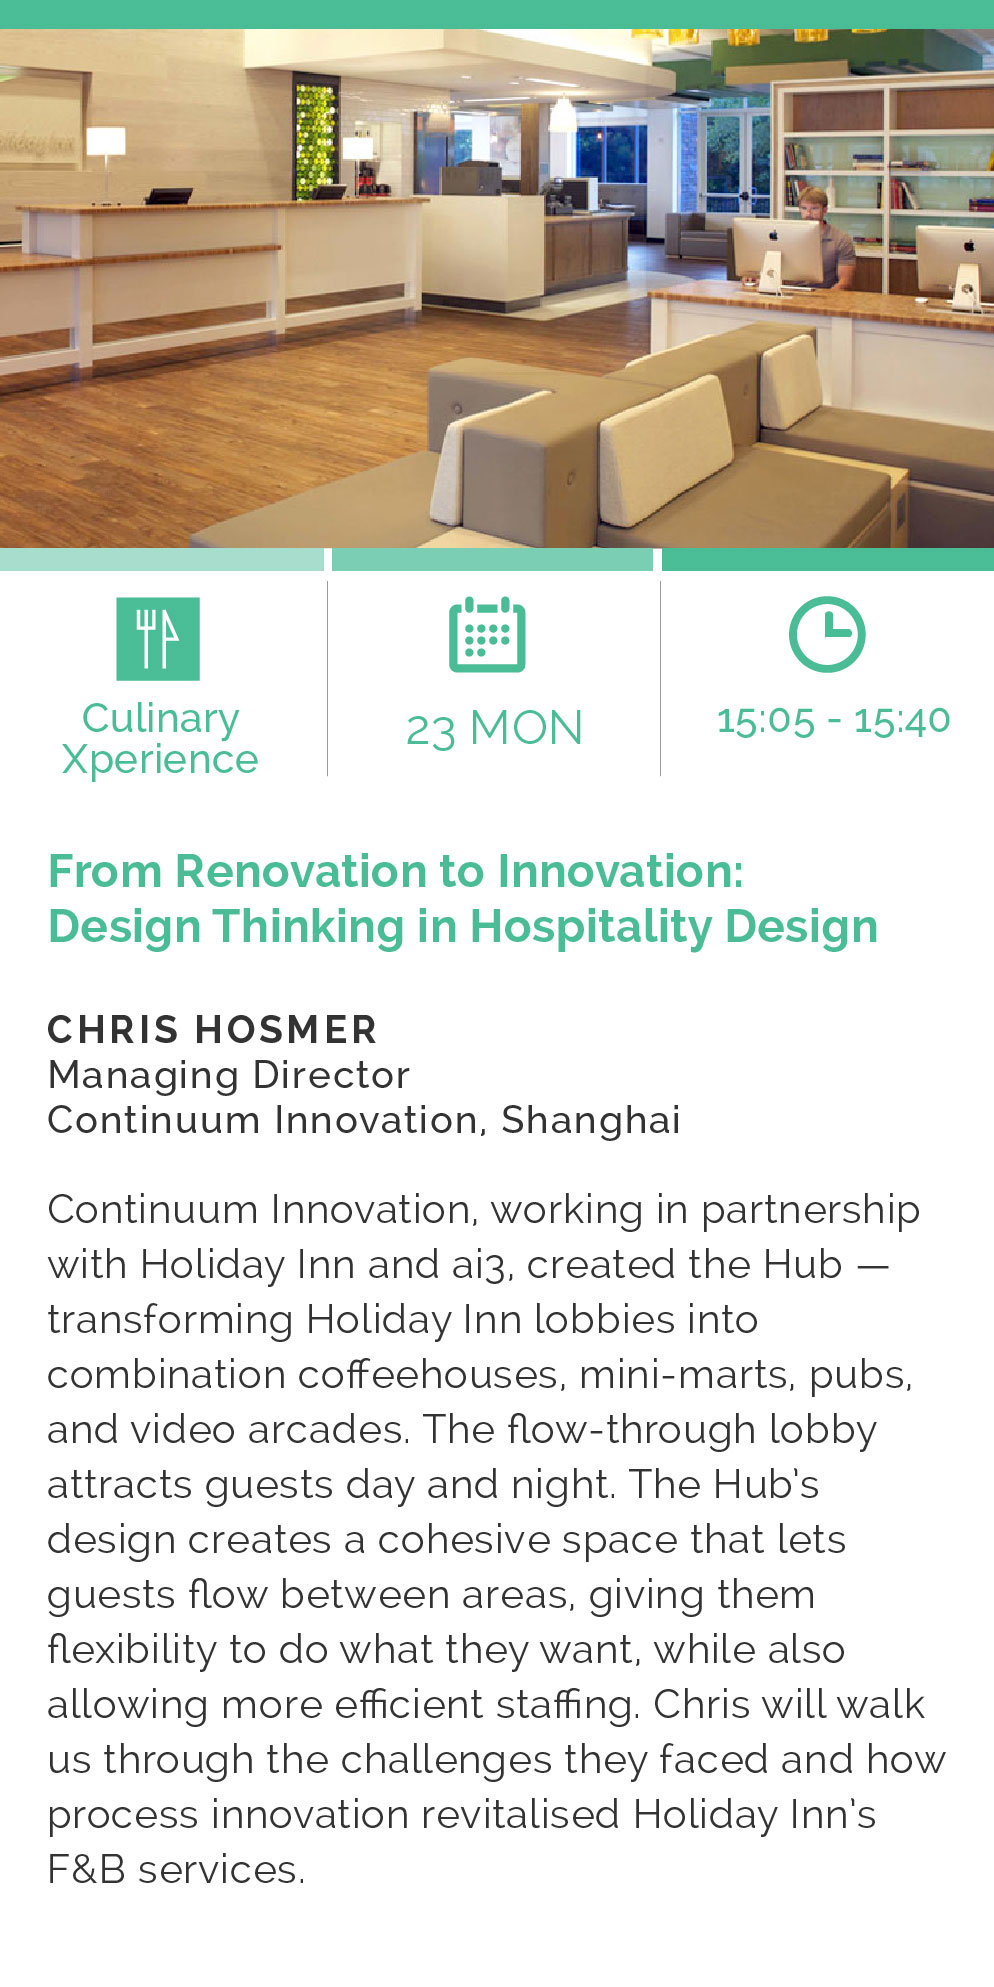 Culinary
Xperience
23 MON
15:05 - 15:40
From Renovation to Innovation:
Design Thinking in Hospitality Design
CHRIS HOSMER
Managing Director
Continuum Innovation, Shanghai
Continuum Innovation, working in partnership
with Holiday Inn and ai3, created the Hub —
transforming Holiday Inn lobbies into
combination coffeehouses, mini-marts, pubs,
and video arcades. The flow-through lobby
attracts guests day and night. The Hub's
design creates a cohesive space that lets
guests flow between areas, giving them
flexibility to do what they want, while also
allowing more efficient staffing. Chris will walk
us through the challenges they faced and how
process innovation revitalised Holiday Inn's
F&B services.